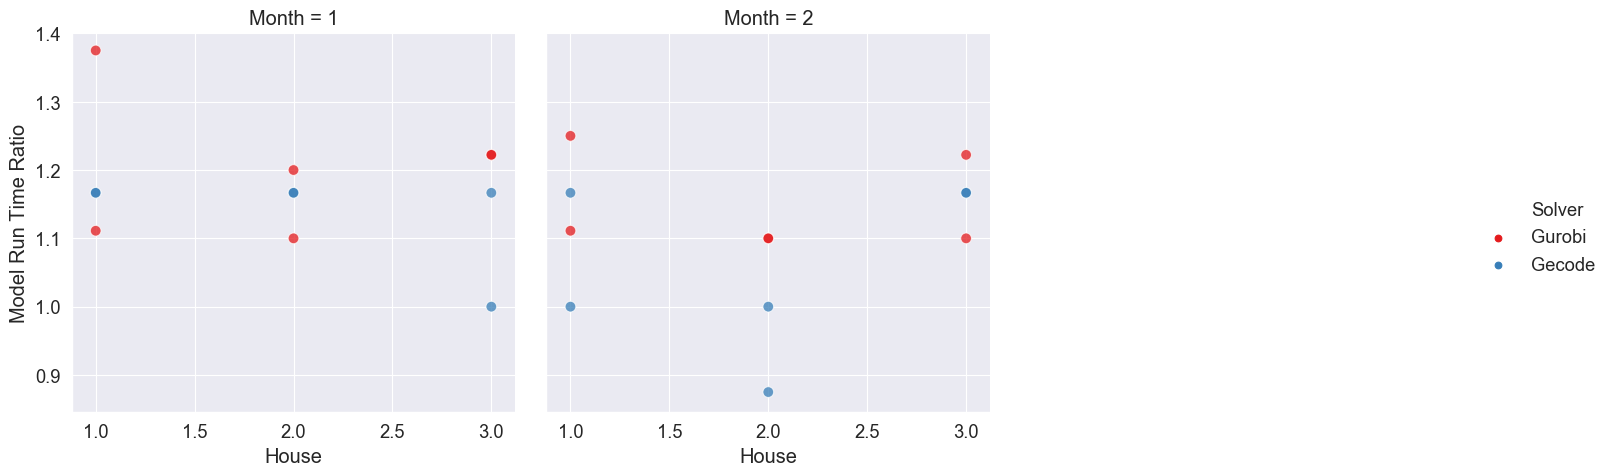 Month = 1
Month = 2
Model Run Time Ratio
1.4
1.3
1.2
1.1
1.0
0.9
1.0 1.5 2.0 2.5 3.0
1.0 1.5 2.0 2.5 3.0
House
House
Solver
Gurobi
Gecode